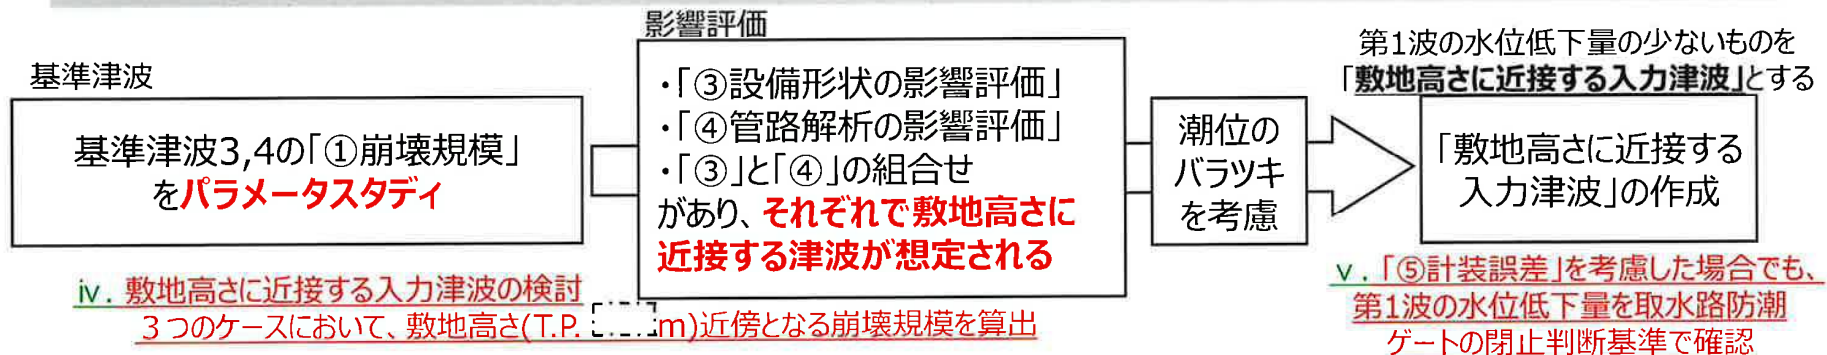 影響評価
基準津波
基準津波3,4の「①崩壊規模」
をパラメータスタディ
・「③設備形状の影響評価」
・「④管路解析の影響評価」
・「③」と「④」の組合せ
があり、それぞれで敷地高さに
近接する津波が想定される
潮位の
バラツキ
を考慮
第1波の水位低下量の少ないものを
「敷地高さに近接する入力津波」とする
「敷地高さに近接する
入力津波」の作成
ⅳ. 敷地高さに近接する入力津波の検討
３つのケースにおいて、敷地高さ(T.P. m)近傍となる崩壊規模を算出
ⅴ. 「⑤計装誤差」を考慮した場合でも、
第1波の水位低下量を取水路防潮
ゲートの閉止判断基準で確認